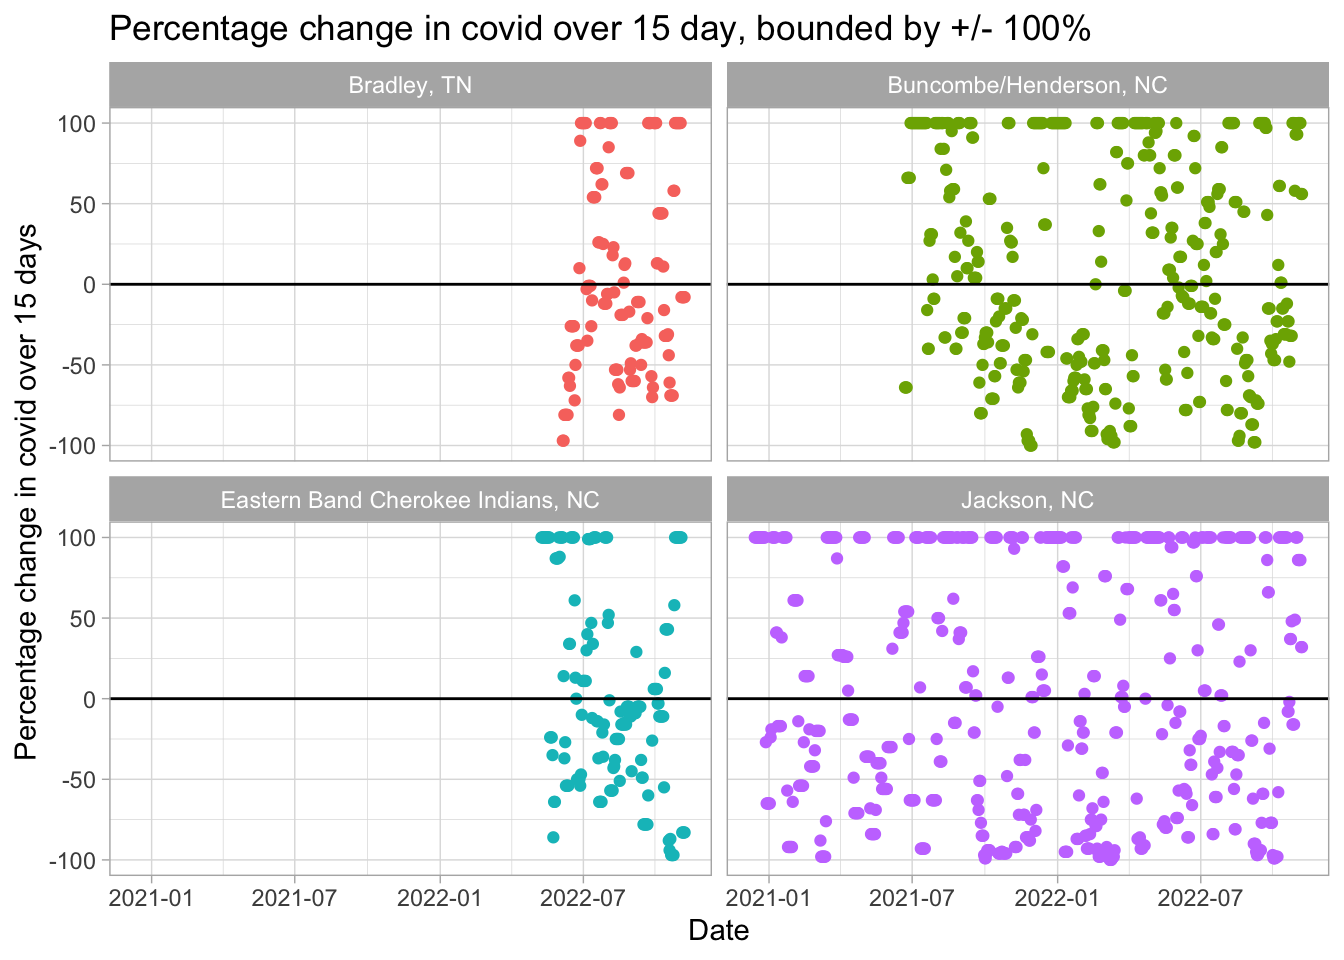 Percentage change in covid over 15 day, bounded by +/- 100%
Bradley, TN
Buncombe/Henderson, NC
100
50
0
-50
-100
Eastern Band Cherokee Indians, NC
Jackson, NC
100
50
0
-50
-100
Percentage change in covid over 15 days
2021-01 2021-07 2022-01 2022-07
2021-01 2021-07 2022-01 2022-07
Date